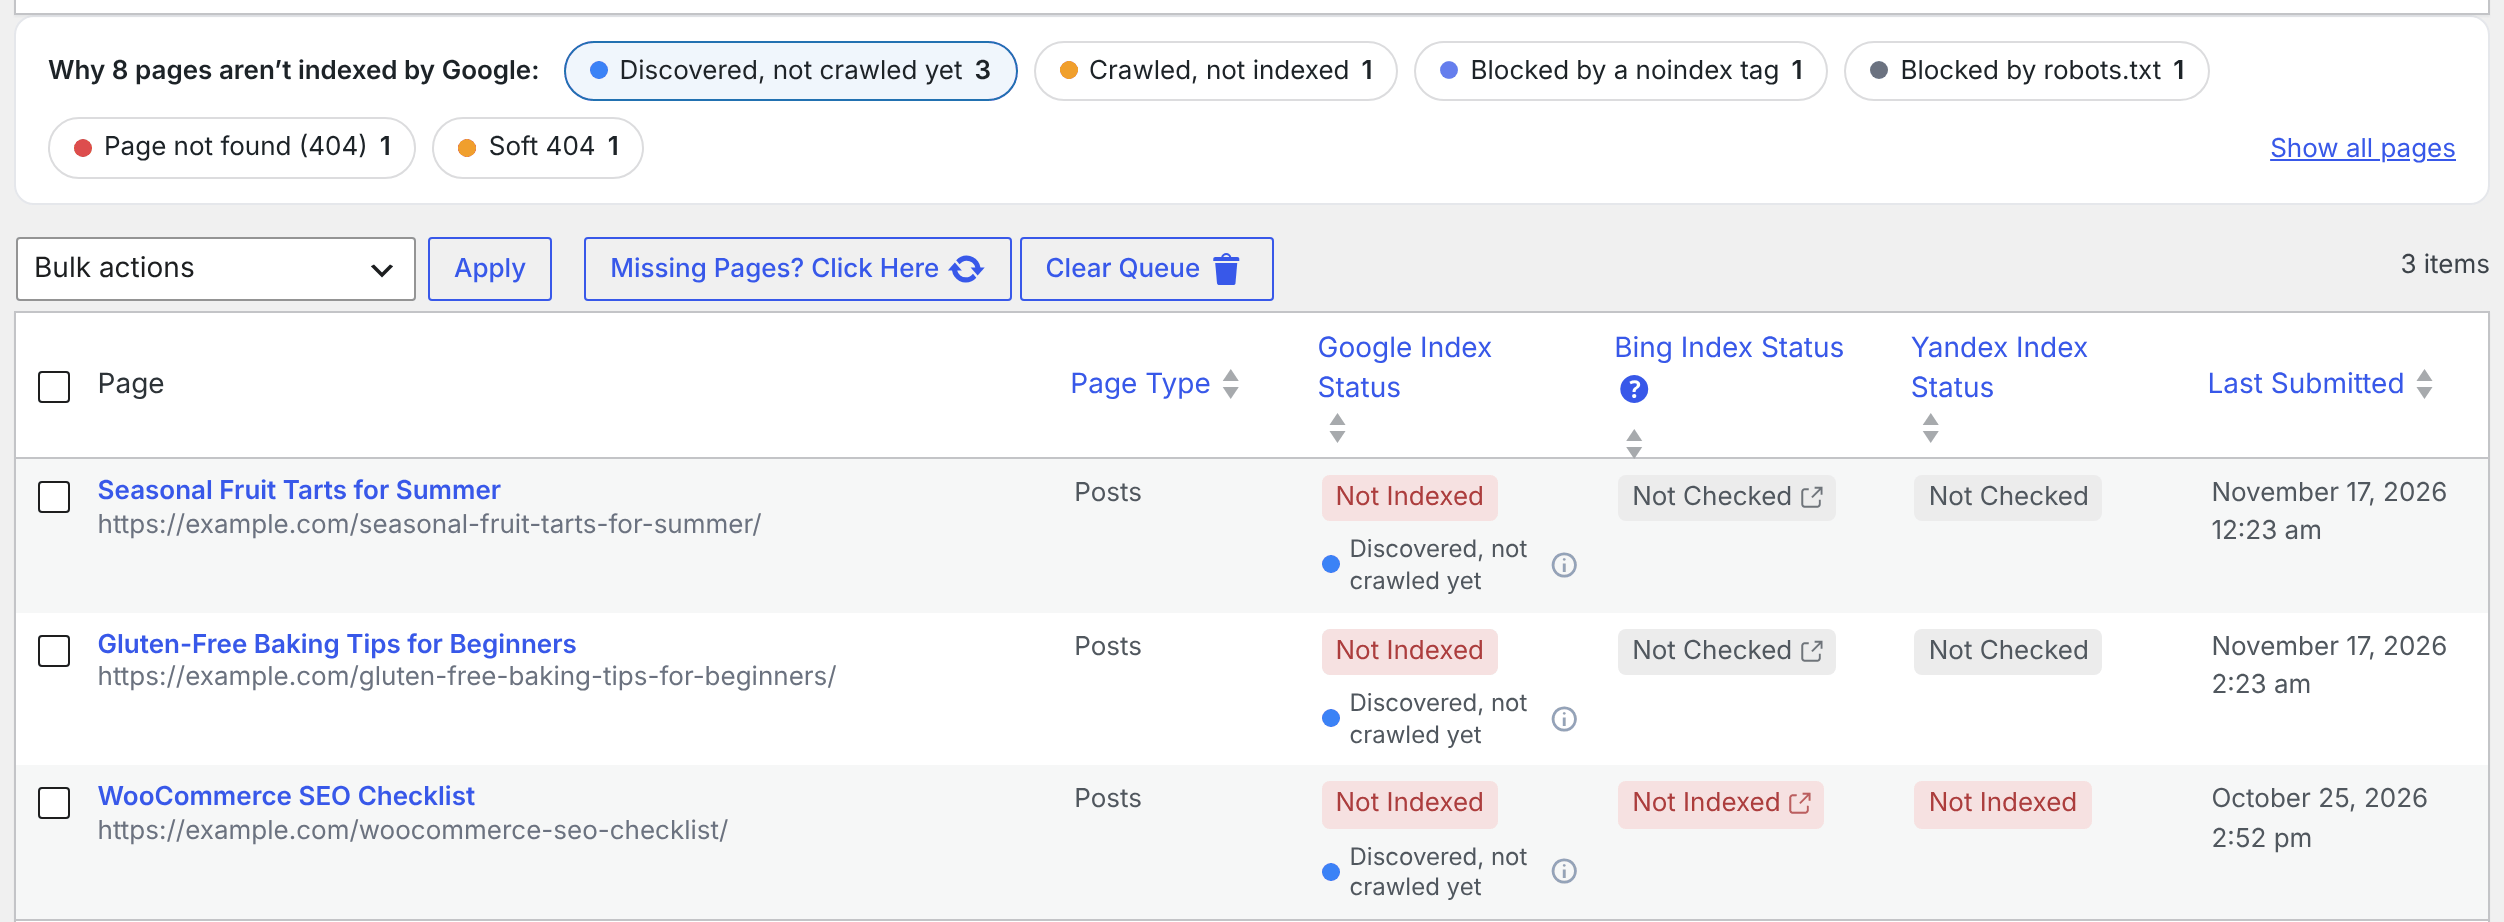 Why 8 pages aren’t indexed by Google: Discovered, not crawled yet 3 Crawled, not indexed 1 Blocked by a noindex tag 1 Blocked by robots.txt 1
Page not found (404) 1 Soft 404 1 Show all pages
Bulk actions Apply Missing Pages? Click Here Clear Queue 3 items
Page Page Type Google Index Status Bing Index Status ? Yandex Index Status Last Submitted
Seasonal Fruit Tarts for Summer Posts Not Indexed Not Checked Not Checked November 17, 2026
https://example.com/seasonal-fruit-tarts-for-summer/ 12:23 am
Discovered, not
crawled yet
Gluten-Free Baking Tips for Beginners Posts Not Indexed Not Checked Not Checked November 17, 2026
https://example.com/gluten-free-baking-tips-for-beginners/ 2:23 am
Discovered, not
crawled yet
WooCommerce SEO Checklist Posts Not Indexed Not Indexed Not Indexed October 25, 2026
https://example.com/woocommerce-seo-checklist/ 2:52 pm
Discovered, not
crawled yet